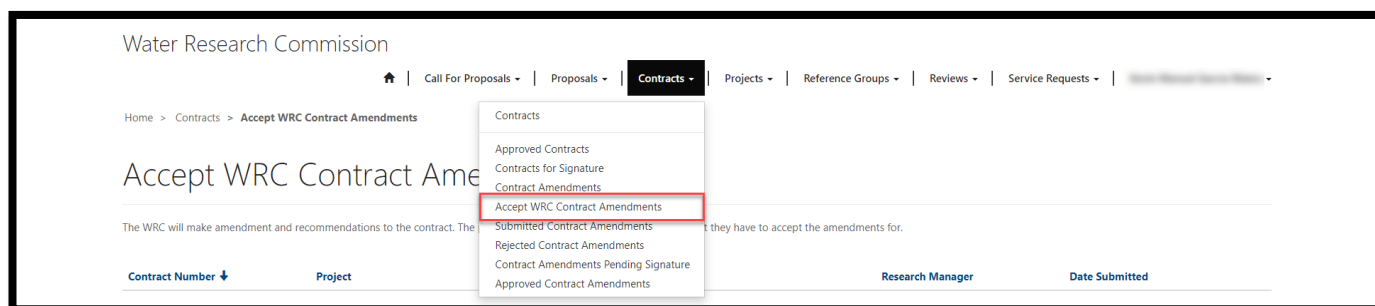 Water Research Commission
Call For Proposals Proposals Contracts Projects Reference Groups Reviews Service Requests
Home > Contracts > Accept WRC Contract Amendments
Contracts
Approved Contracts
Contracts for Signature
Contract Amendments
Accept WRC Contract Amendments
Submitted Contract Amendments
Rejected Contract Amendments
Contract Amendments Pending Signature
Approved Contract Amendments
Accept WRC Contract Ame
The WRC will make amendment and recommendations to the contract. The they have to accept the amendments for.
Contract Number Project Research Manager Date Submitted